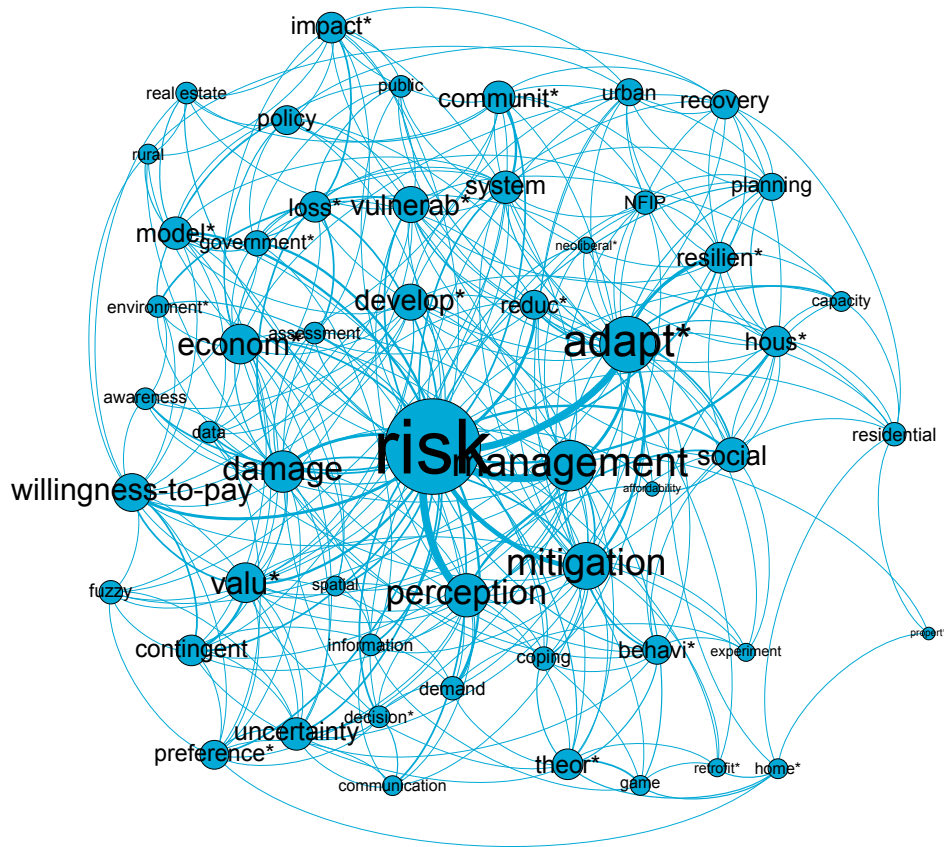 impact*
real estate
public
communit*
urban
recovery
policy
rural
system
planning
loss*
vulnerab*
NFIP
model*
government*
neoliberal*
resilien*
environment*
develop*
reduc*
capacity
econom*
assessment
adapt*
hous*
awareness
data
risk
residential
damage
management
social
willingness-to-pay
affordability
fuzzy
valu*
spatial
perception
mitigation
propert*
contingent
information
coping
behavi*
experiment
demand
decision*
uncertainty
preference*
theor*
retrofit*
home*
communication
game